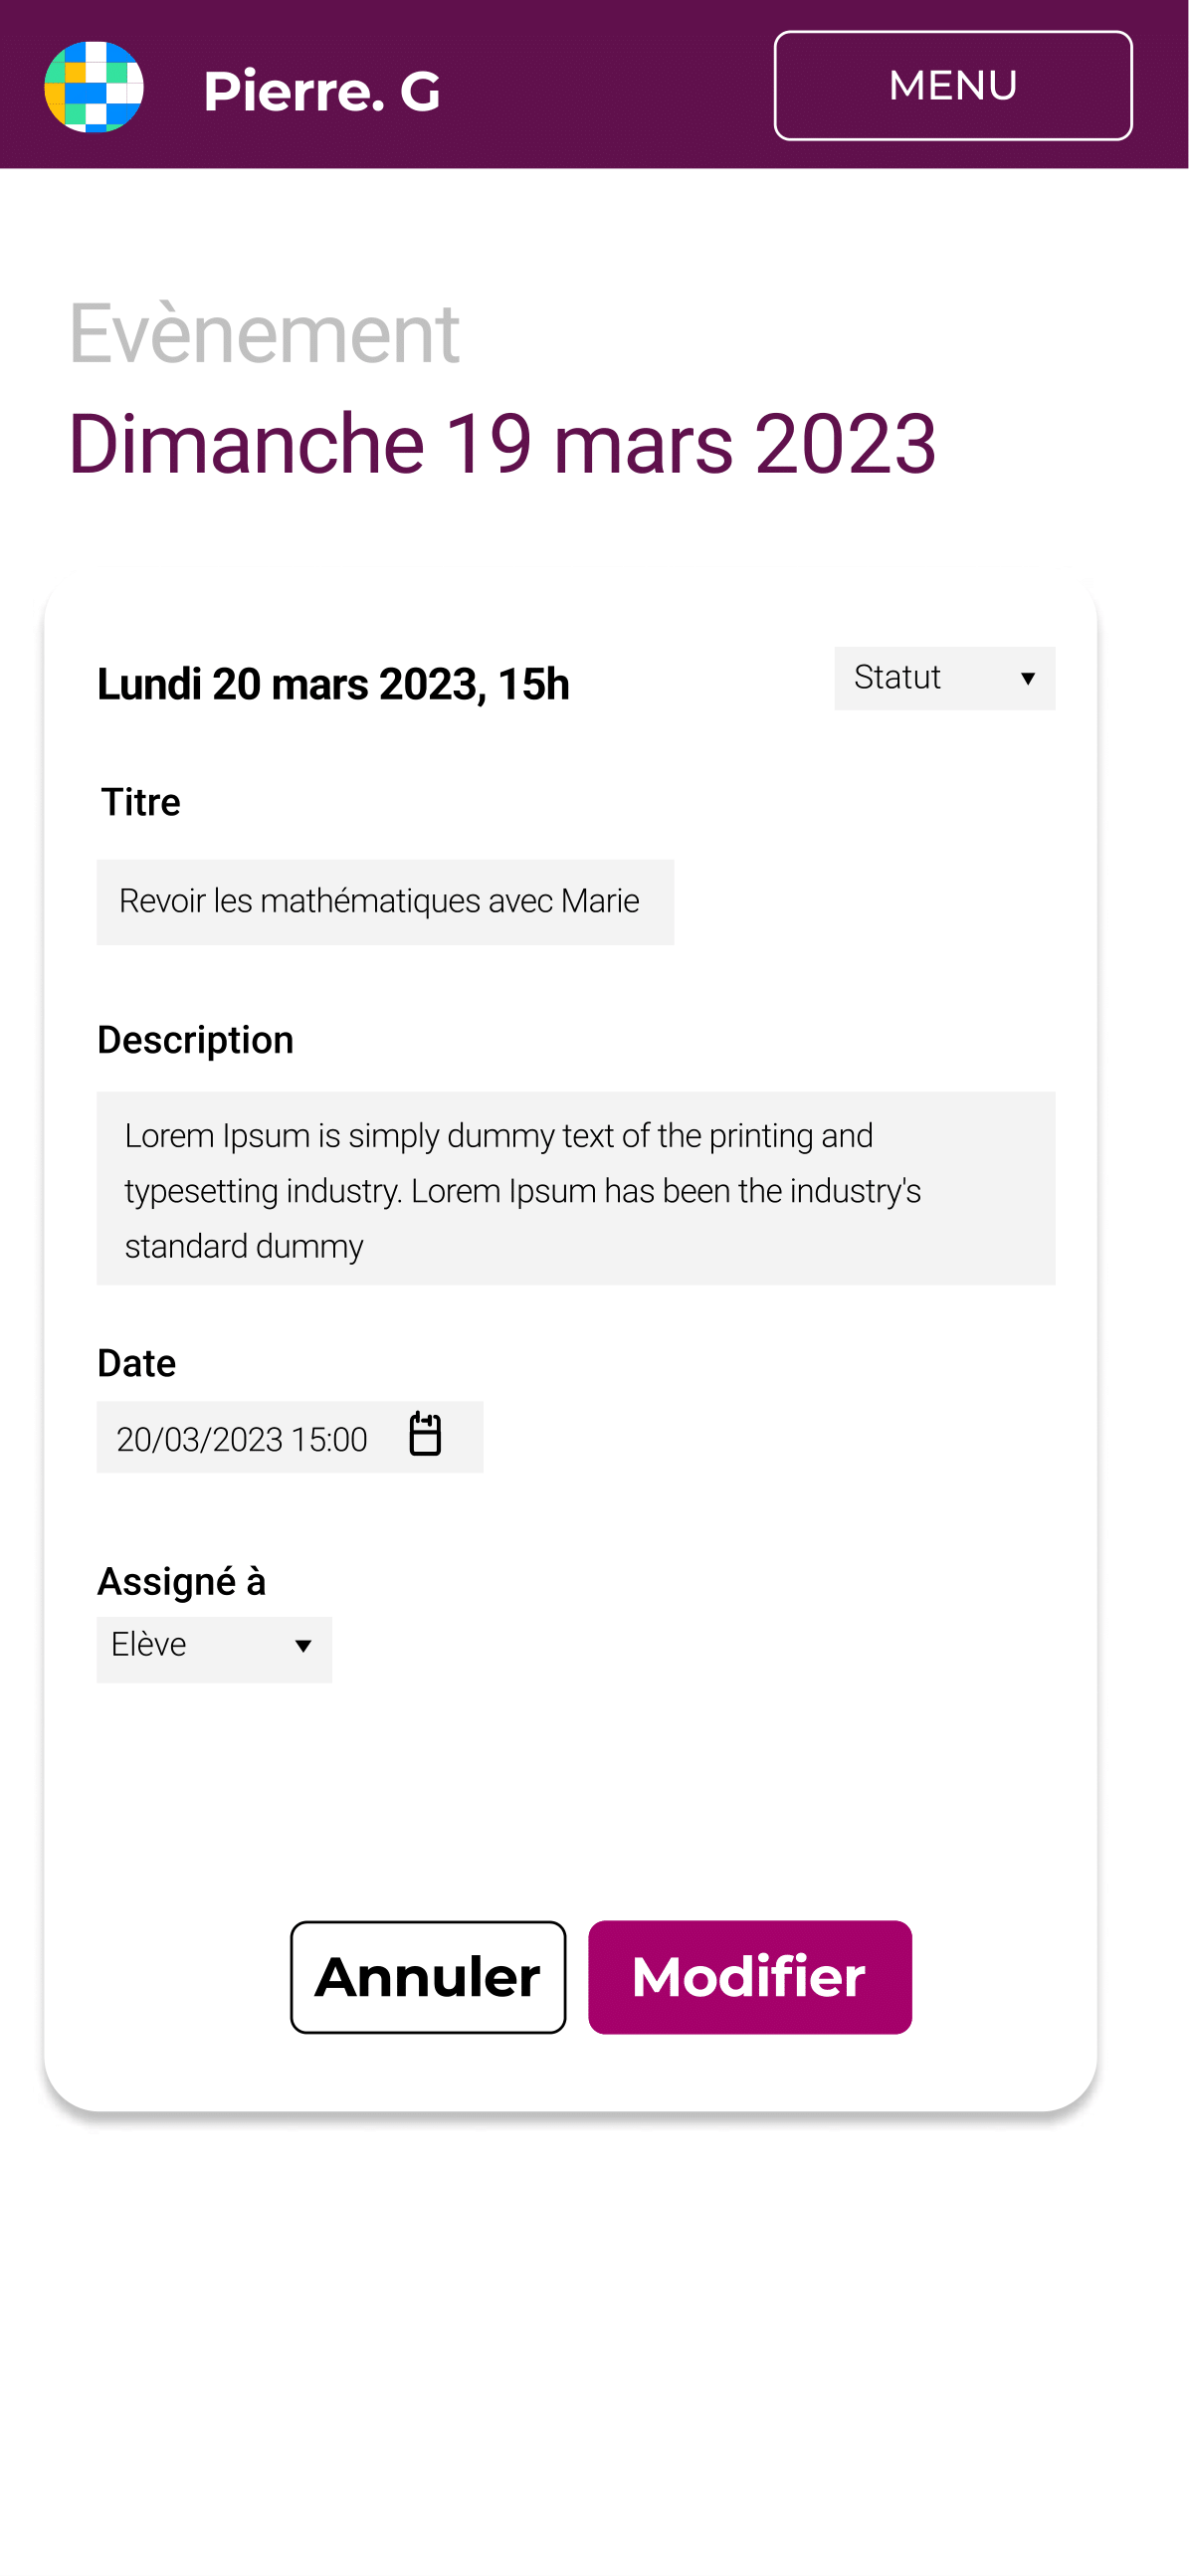 Pierre. G
MENU
Evènement
Dimanche 19 mars 2023
Lundi 20 mars 2023, 15h
Statut
Titre
Revoir les mathématiques avec Marie
Description
Lorem Ipsum is simply dummy text of the printing and
typesetting industry. Lorem Ipsum has been the industry's
standard dummy
Date
20/03/2023 15:00
Assigné à
Elève
Annuler
Modifier